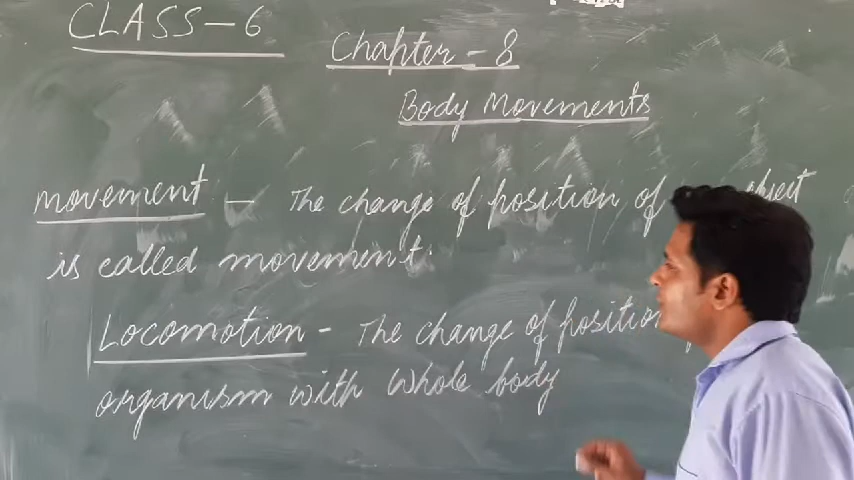 CLASS-6
Chapter-8
Body Movements
movement - The change of position of
is called movement.
Locomotion - The change of position
organism with whole body